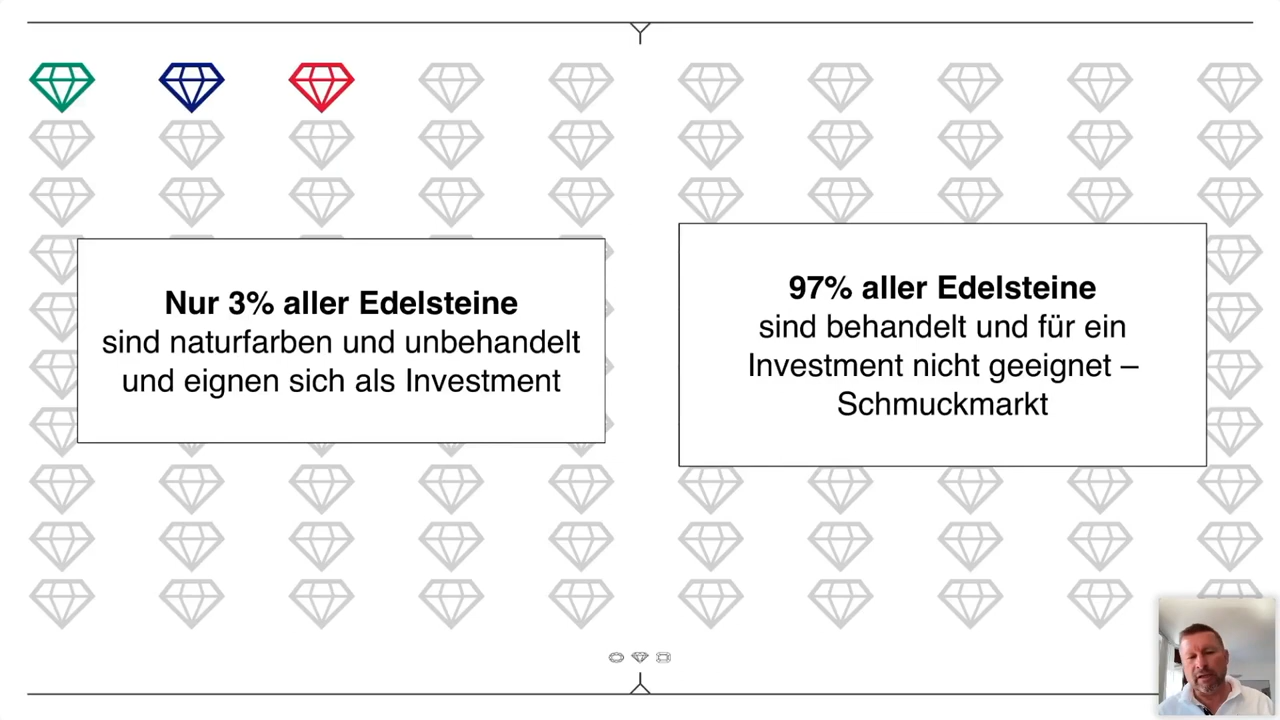 Nur 3% aller Edelsteine
sind naturfarben und unbehandelt
und eignen sich als Investment
97% aller Edelsteine
sind behandelt und für ein
Investment nicht geeignet –
Schmuckmarkt